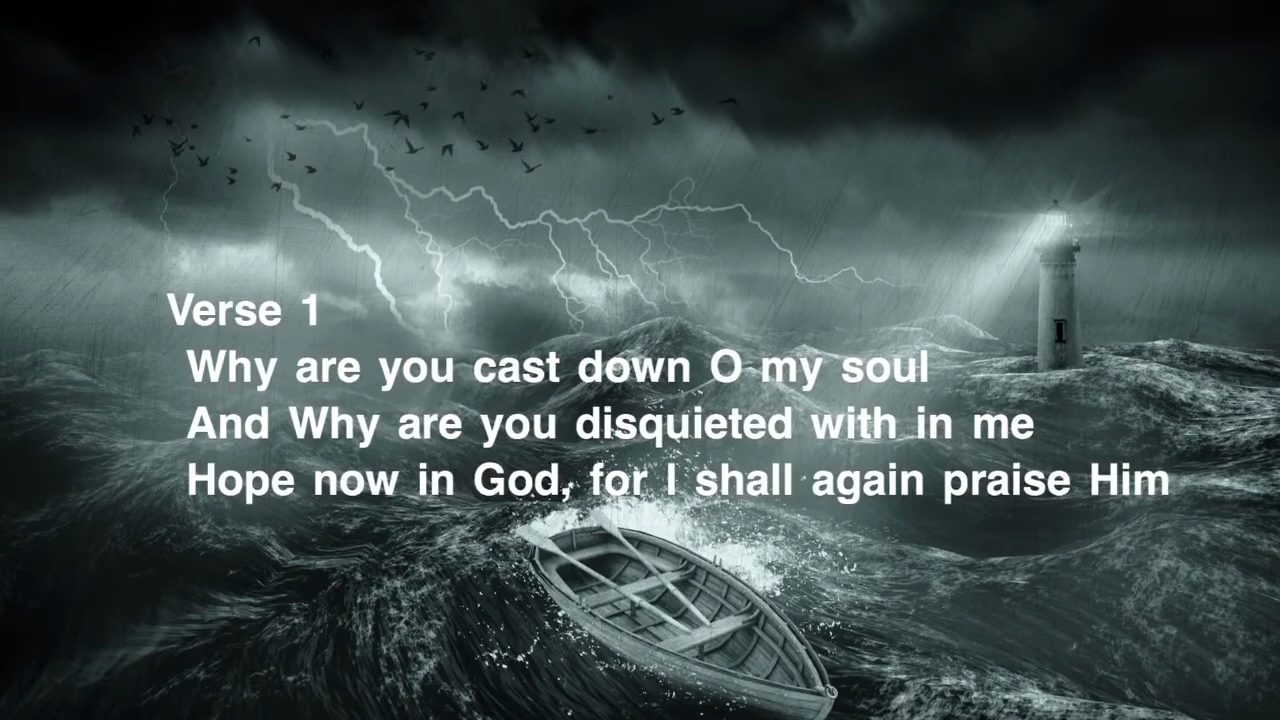 Verse 1
Why are you cast down O my soul
And Why are you disquieted with in me
Hope now in God, for I shall again praise Him